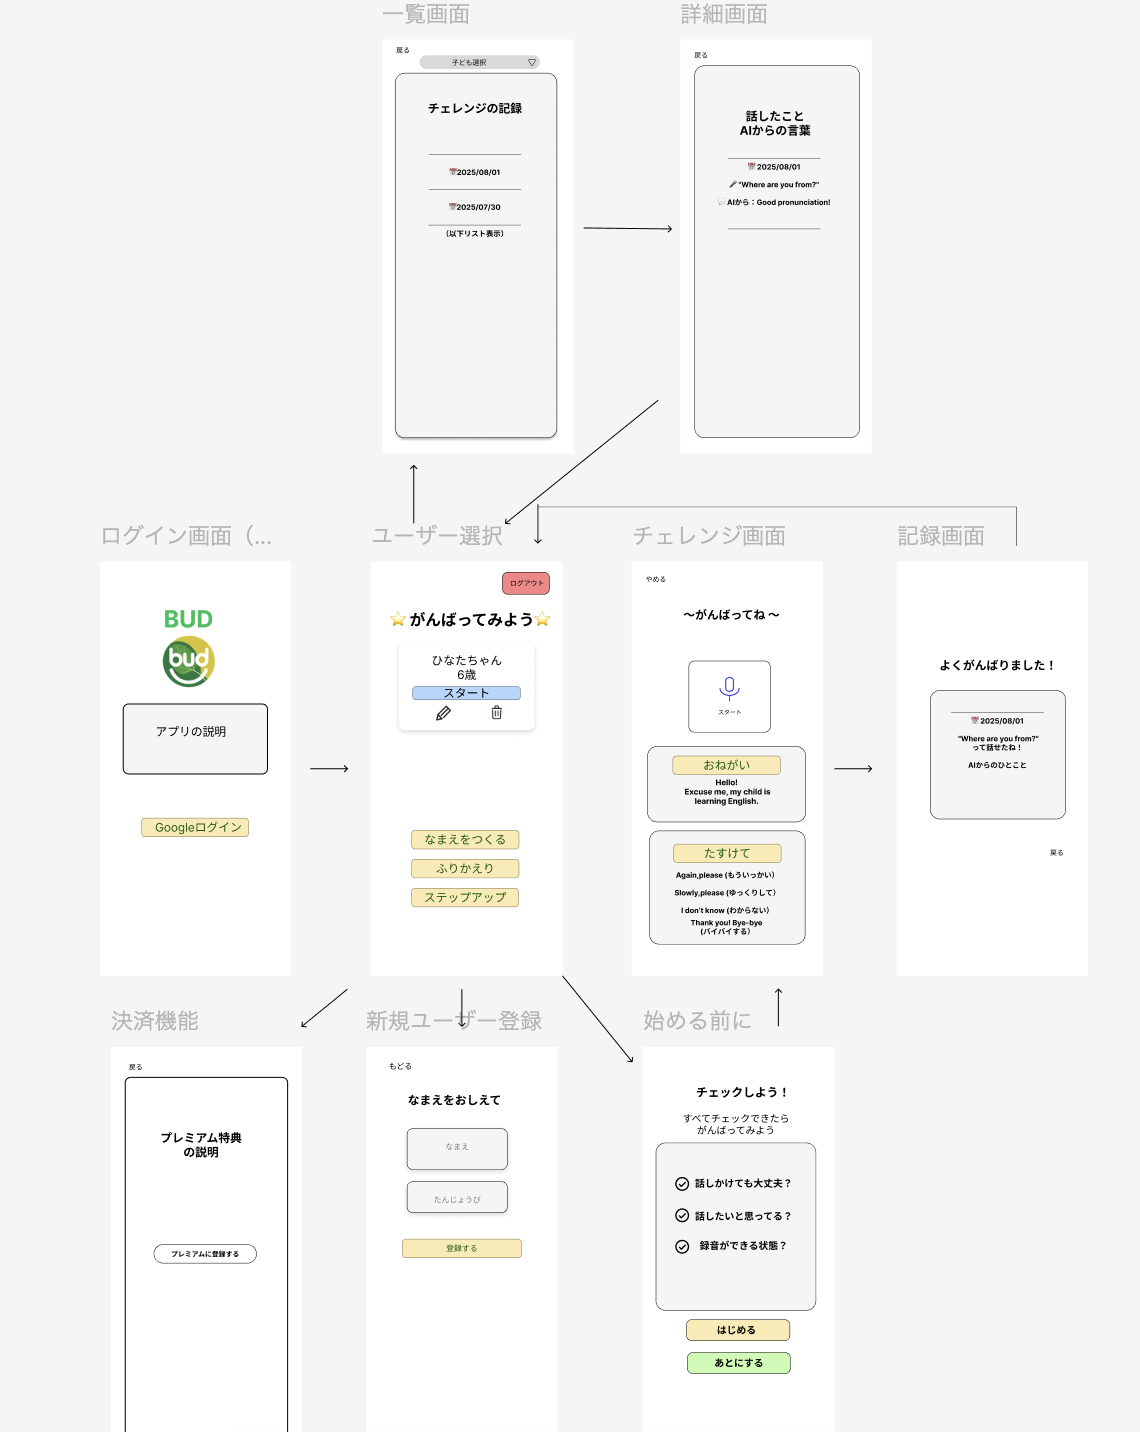 一覧画面
戻る
子ども選択
チェレンジの記録
2025/08/01
2025/07/30
（以下リスト表示）
詳細画面
戻る
話したこと
AIからの言葉
2025/08/01
"Where are you from?"
AIから：Good pronunciation!
ログイン画面（...
BUD
bud
アプリの説明
Googleログイン
ユーザー選択
ログアウト
⭐がんばってみよう⭐
ひなたちゃん
6歳
スタート
なまえをつくる
ふりかえり
ステップアップ
チェレンジ画面
やめる
〜がんばってね 〜
スタート
おねがい
Hello!
Excuse me, my child is
learning English.
たすけて
Again,please (もういっかい）
Slowly,please (ゆっくりして）
I don't know (わからない）
Thank you! Bye-bye
(バイバイする）
記録画面
よくがんばりました！
2025/08/01
"Where are you from?"
って話せたね！
AIからのひとこと
戻る
決済機能
戻る
プレミアム特典
の説明
プレミアムに登録する
新規ユーザー登録
もどる
なまえをおしえて
なまえ
たんじょうび
登録する
始める前に
チェックしよう！
すべてチェックできたら
がんばってみよう
話しかけても大丈夫？
話したいと思ってる？
録音ができる状態？
はじめる
あとにする